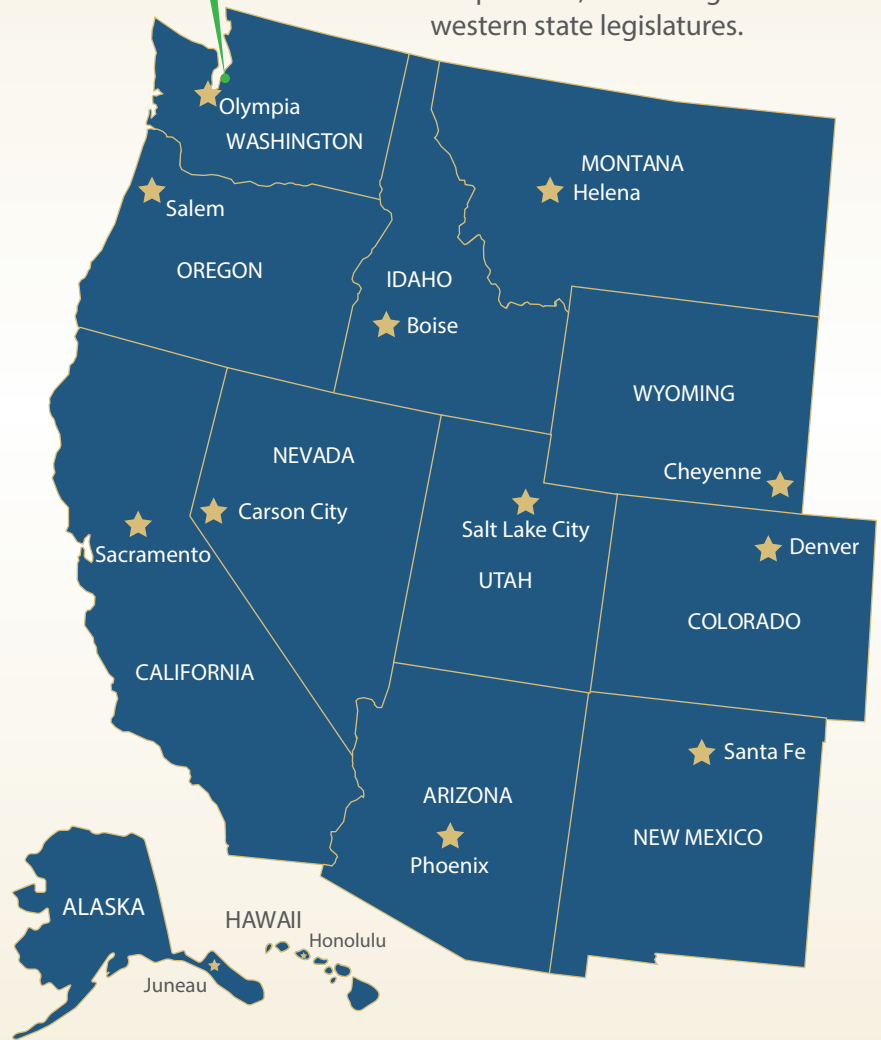 western state legislatures.
Olympia
WASHINGTON
MONTANA
Helena
Salem
OREGON
IDAHO
Boise
WYOMING
Cheyenne
NEVADA
Carson City
Salt Lake City
UTAH
Sacramento
Denver
COLORADO
CALIFORNIA
Santa Fe
ARIZONA
NEW MEXICO
Phoenix
ALASKA
HAWAII
Honolulu
Juneau